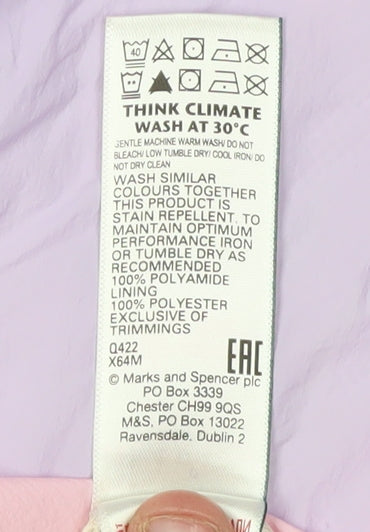 40
THINK CLIMATE
WASH AT 30°C
GENTLE MACHINE WARM WASH/ DO NOT
BLEACH/ LOW TUMBLE DRY/ COOL IRON/ DO
NOT DRY CLEAN
WASH SIMILAR
COLOURS TOGETHER
THIS PRODUCT IS
STAIN REPELLENT. TO
MAINTAIN OPTIMUM
PERFORMANCE IRON
OR TUMBLE DRY AS
RECOMMENDED
100% POLYAMIDE
LINING
100% POLYESTER
EXCLUSIVE OF
TRIMMINGS
Q422
X64M
EAC
© Marks and Spencer plc
PO Box 3339
Chester CH99 9QS
M&S, PO Box 13022
Ravensdale, Dublin 2